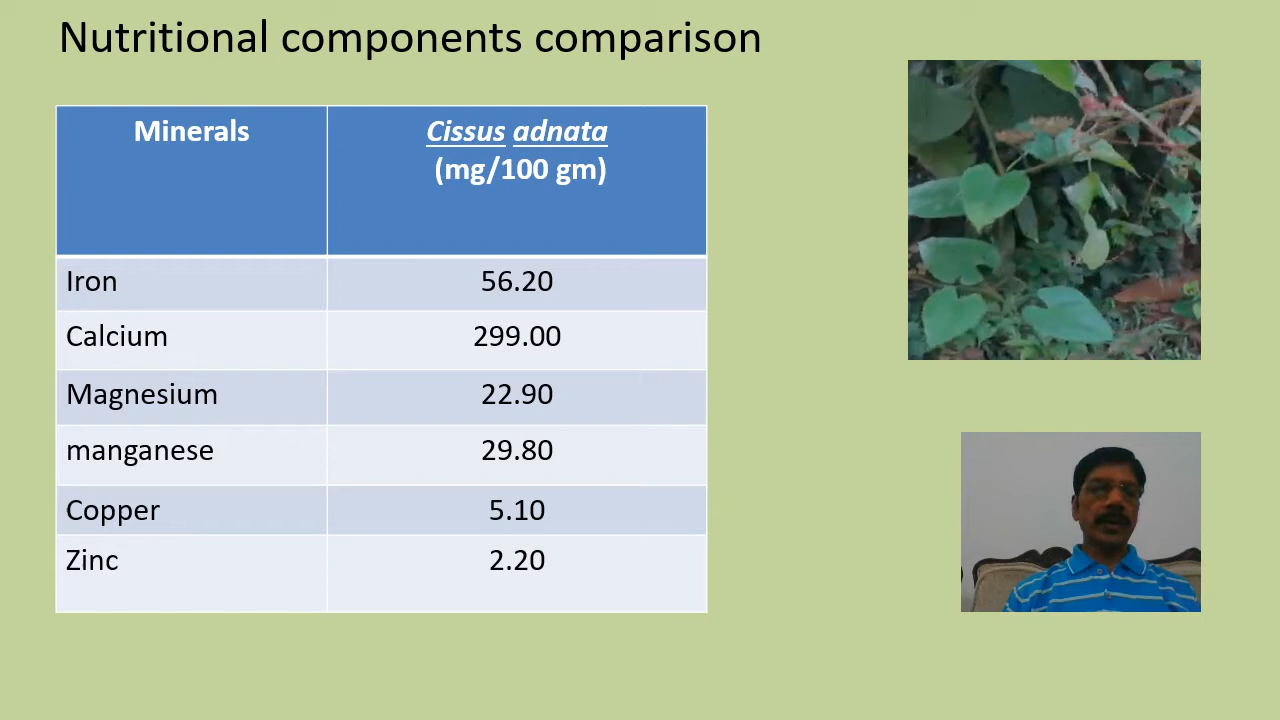 Nutritional components comparison
Minerals
Cissus adnata
(mg/100 gm)
Iron 56.20
Calcium 299.00
Magnesium 22.90
manganese 29.80
Copper 5.10
Zinc 2.20